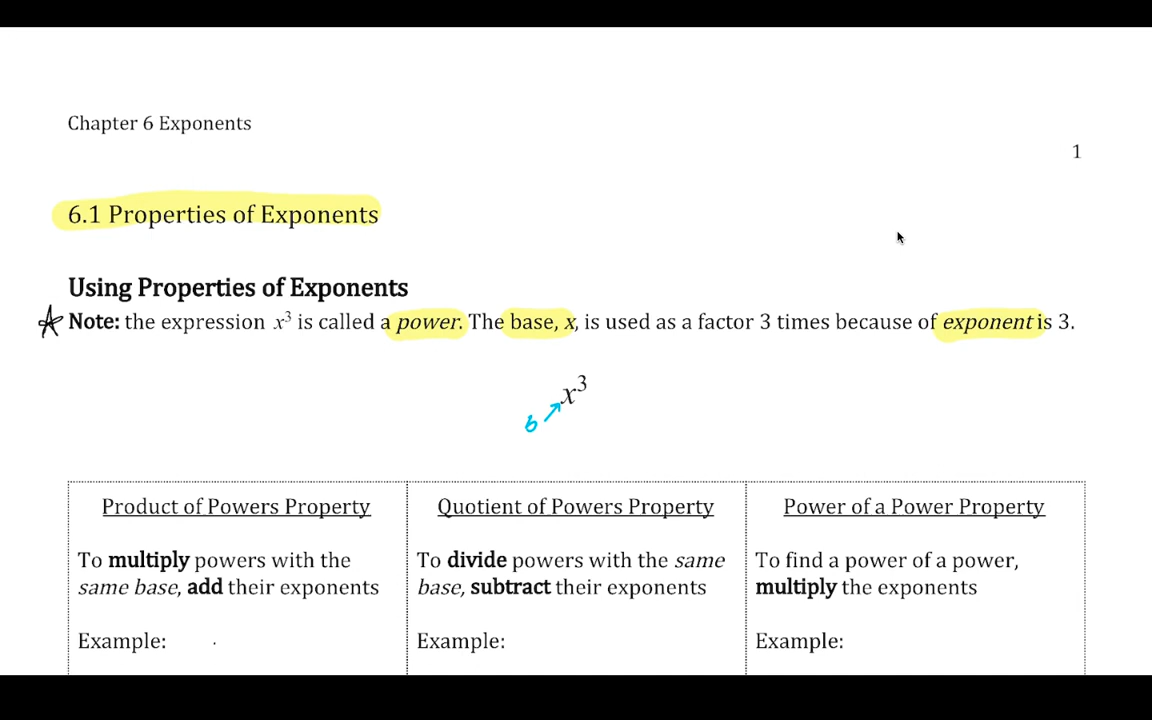 Chapter 6 Exponents
1
6.1 Properties of Exponents
Using Properties of Exponents
Note: the expression x³ is called a power. The base, x, is used as a factor 3 times because of exponent is 3.
x³
b
Product of Powers Property
To multiply powers with the
same base, add their exponents
Example:
Quotient of Powers Property
To divide powers with the same
base, subtract their exponents
Example:
Power of a Power Property
To find a power of a power,
multiply the exponents
Example: